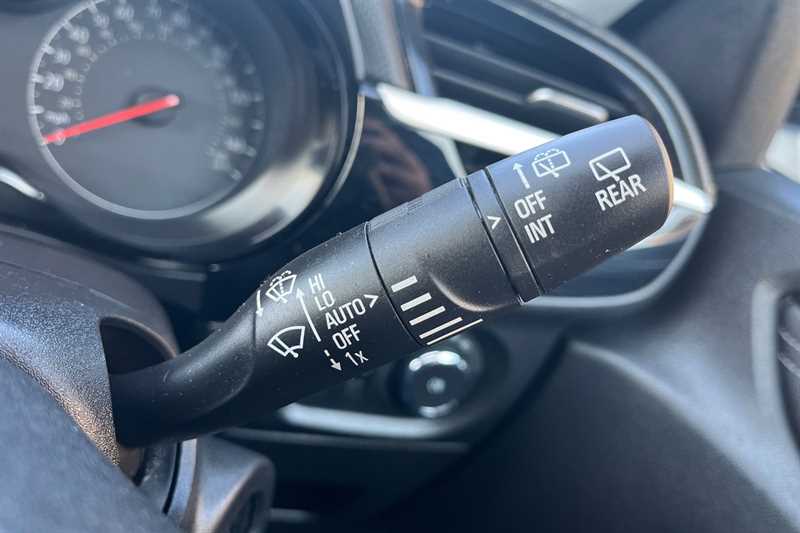 HI
LO
AUTO >
OFF
1x
>
OFF
INT
REAR